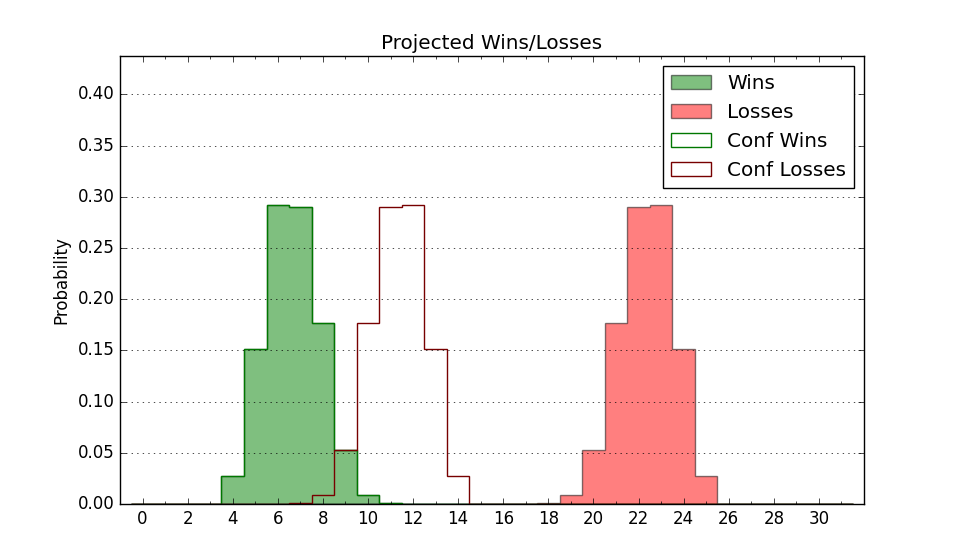 Projected Wins/Losses
Wins
Losses
Conf Wins
Conf Losses
Probability
0.40
0.35
0.30
0.25
0.20
0.15
0.10
0.05
0.00
0 2 4 6 8 10 12 14 16 18 20 22 24 26 28 30